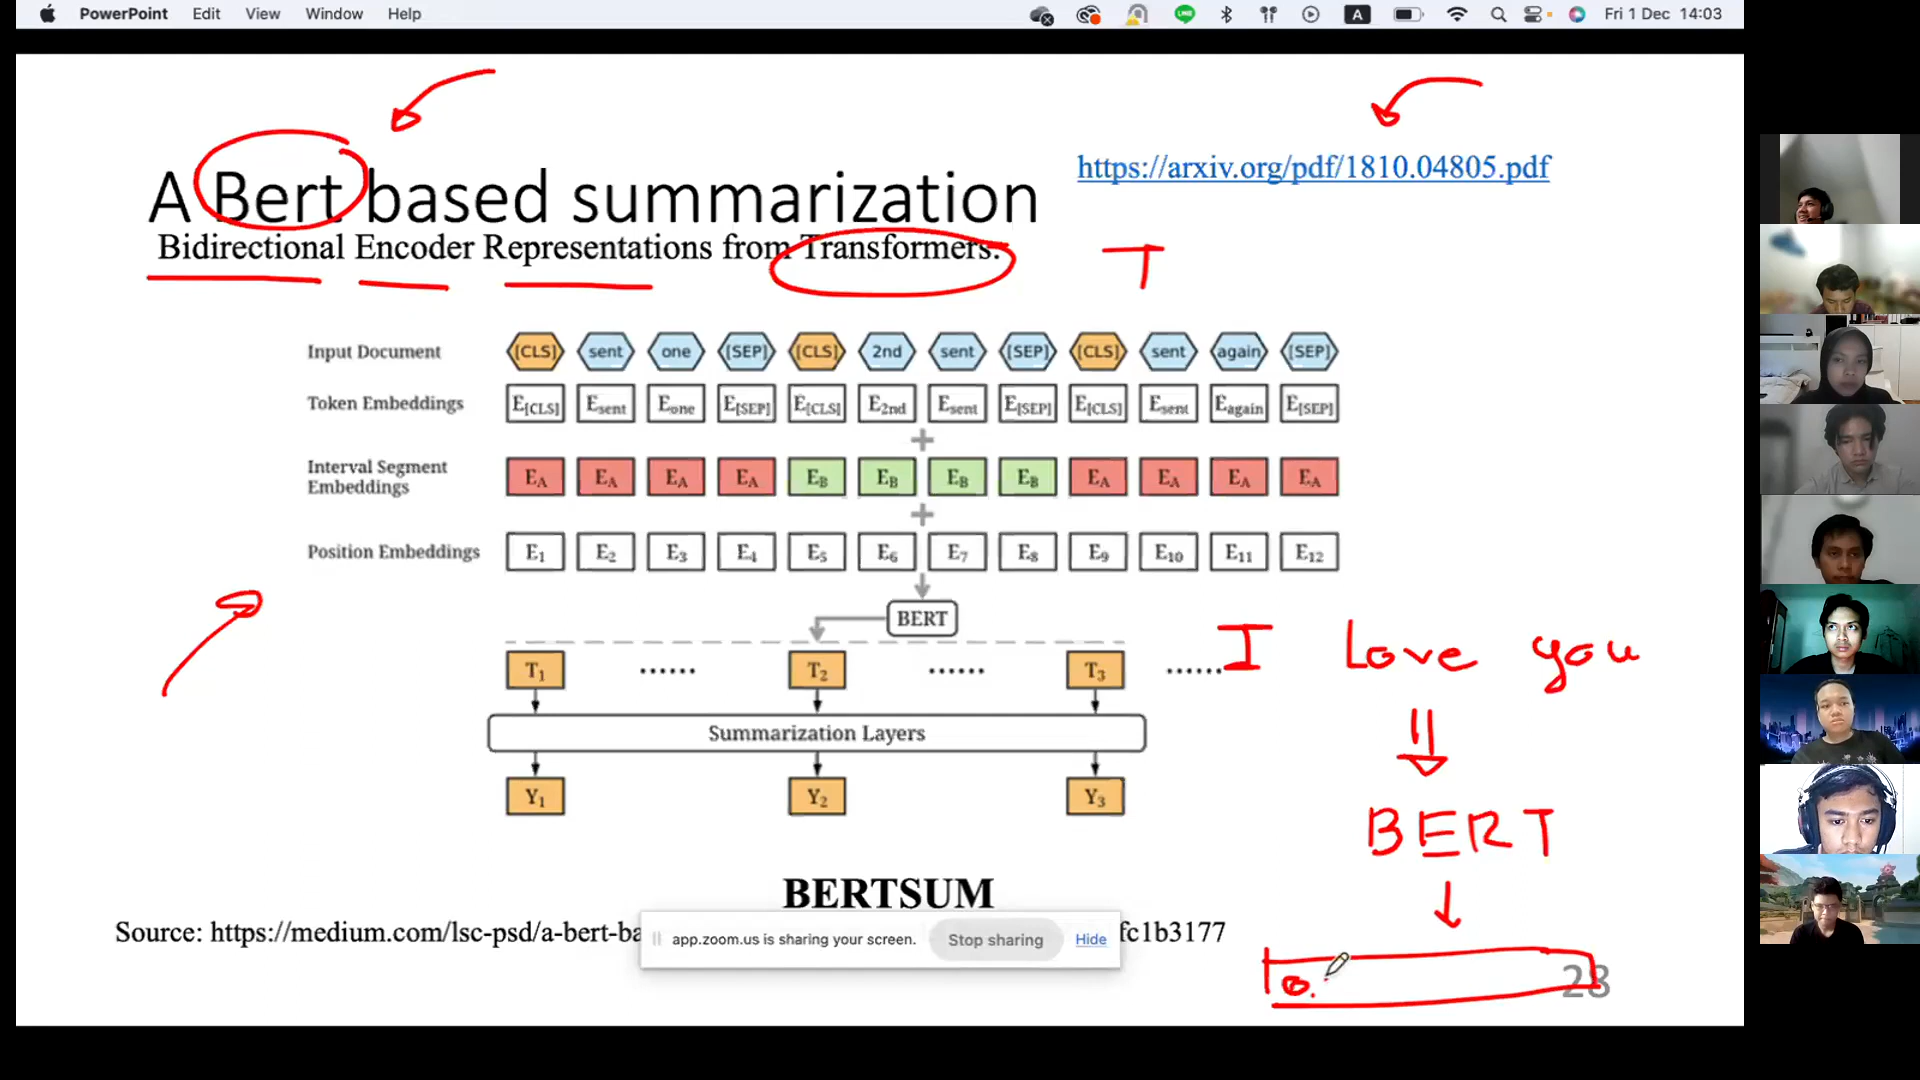 PowerPoint Edit View Window Help A Fri 1 Dec 14:03
A Bert based summarization
https://arxiv.org/pdf/1810.04805.pdf
Bidirectional Encoder Representations from Transformers.
T
Input Document [CLS] sent one [SEP] [CLS] 2nd sent [SEP] [CLS] sent again [SEP]
Token Embeddings E[CLS] Esent Eone E[SEP] E[CLS] E2nd Esent E[SEP] E[CLS] Esent Eagain E[SEP]
+
Interval Segment
Embeddings
EA EA EA EA EB EB EB EB EA EA EA EA
+
Position Embeddings E1 E2 E3 E4 E5 E6 E7 E8 E9 E10 E11 E12
BERT
I Love you
T1 ...... T2 ...... T3 ......
Summarization Layers
Y1 Y2 Y3
BERT
BERTSUM
Source: https://medium.com/lsc-psd/a-bert-ba fc1b3177
app.zoom.us is sharing your screen. Stop sharing Hide
0.
23